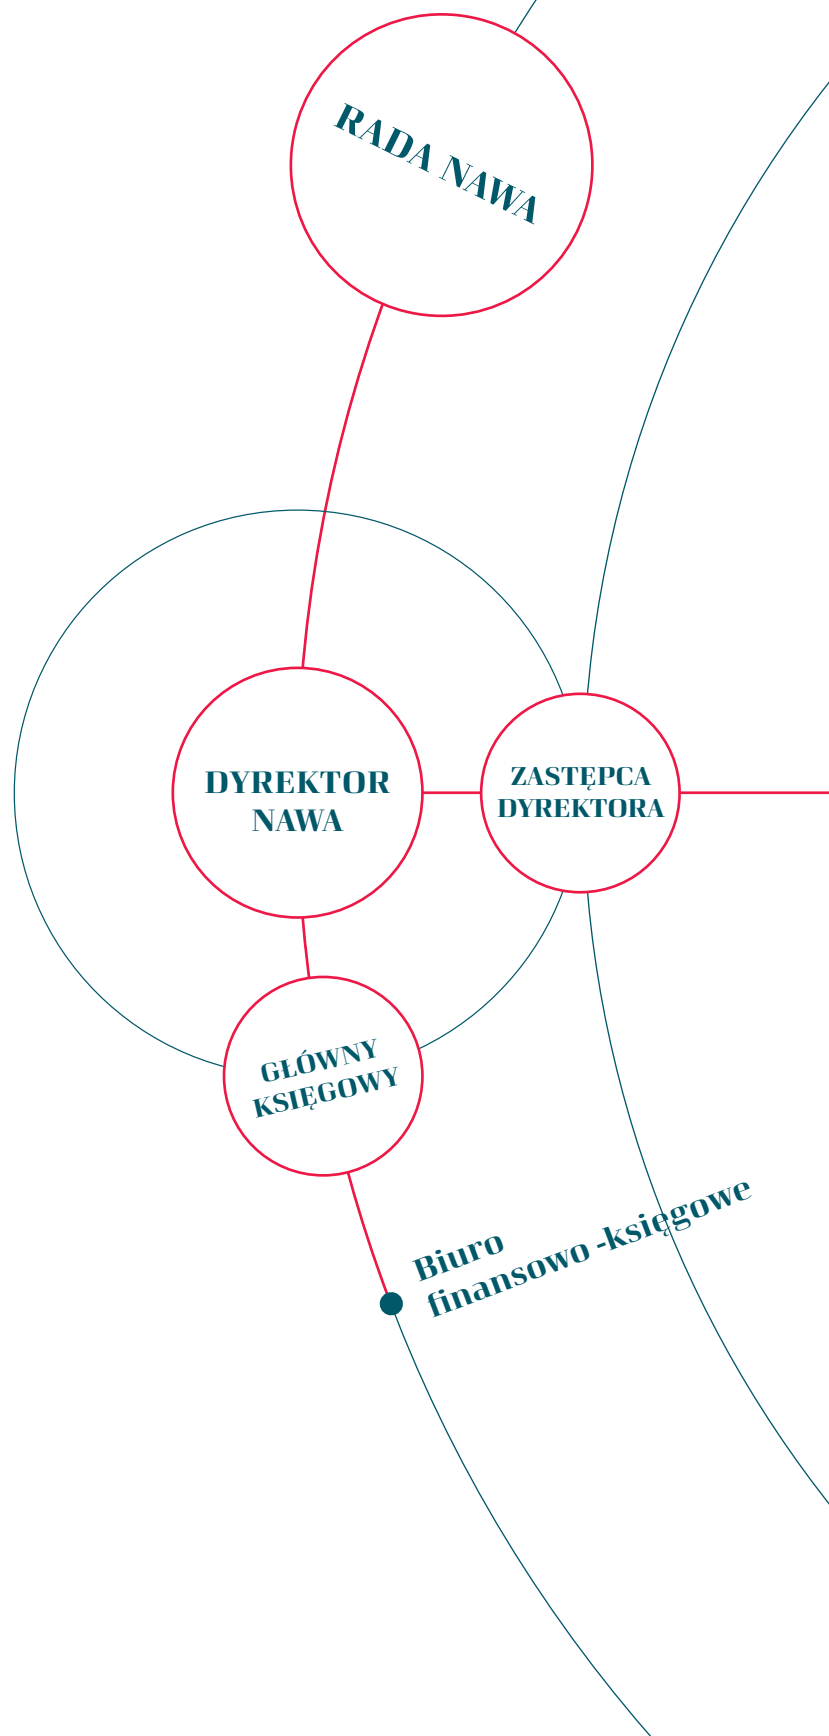 RADA NAWA
DYREKTOR
NAWA
ZASTĘPCA
DYREKTORA
GŁÓWNY
KSIĘGOWY
Biuro
finansowo -księgowe